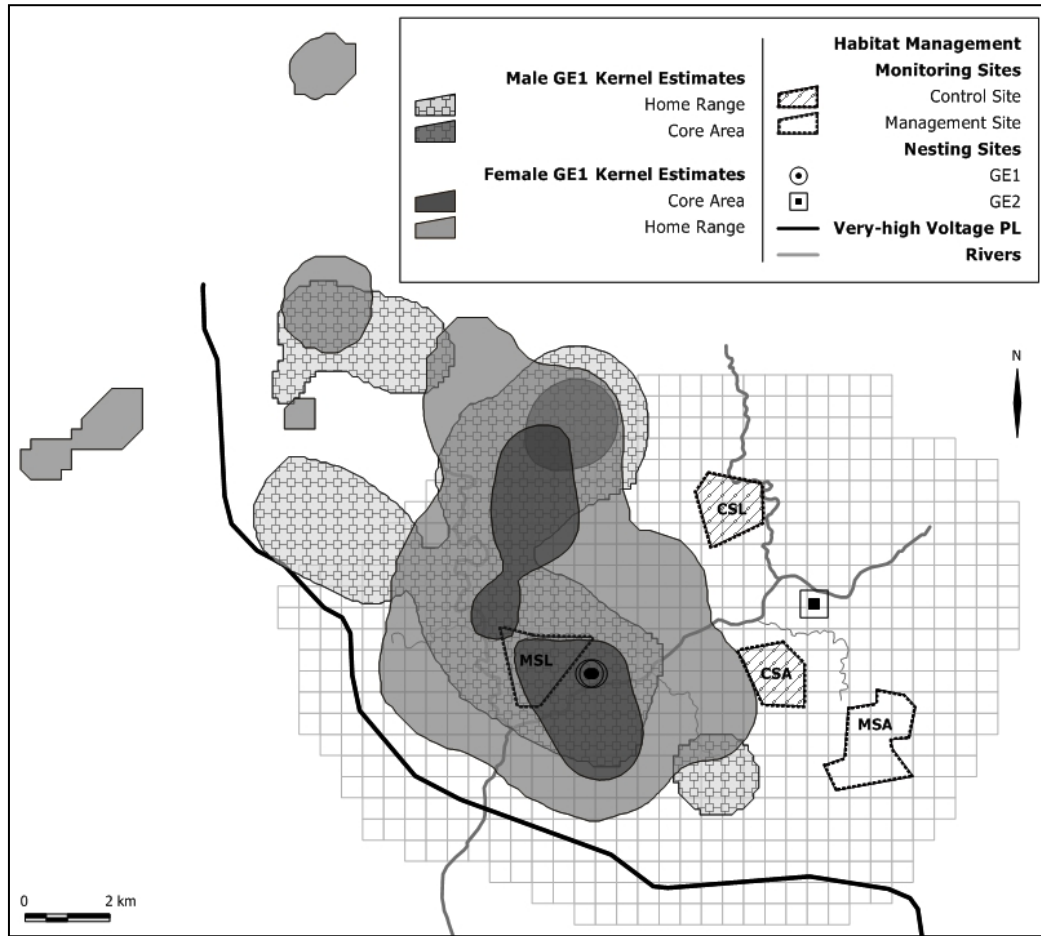 Male GE1 Kernel Estimates
Home Range
Core Area
Female GE1 Kernel Estimates
Core Area
Home Range
Habitat Management
Monitoring Sites
Control Site
Management Site
Nesting Sites
GE1
GE2
Very-high Voltage PL
Rivers
N
CSL
MSL
CSA
MSA
0 2 km